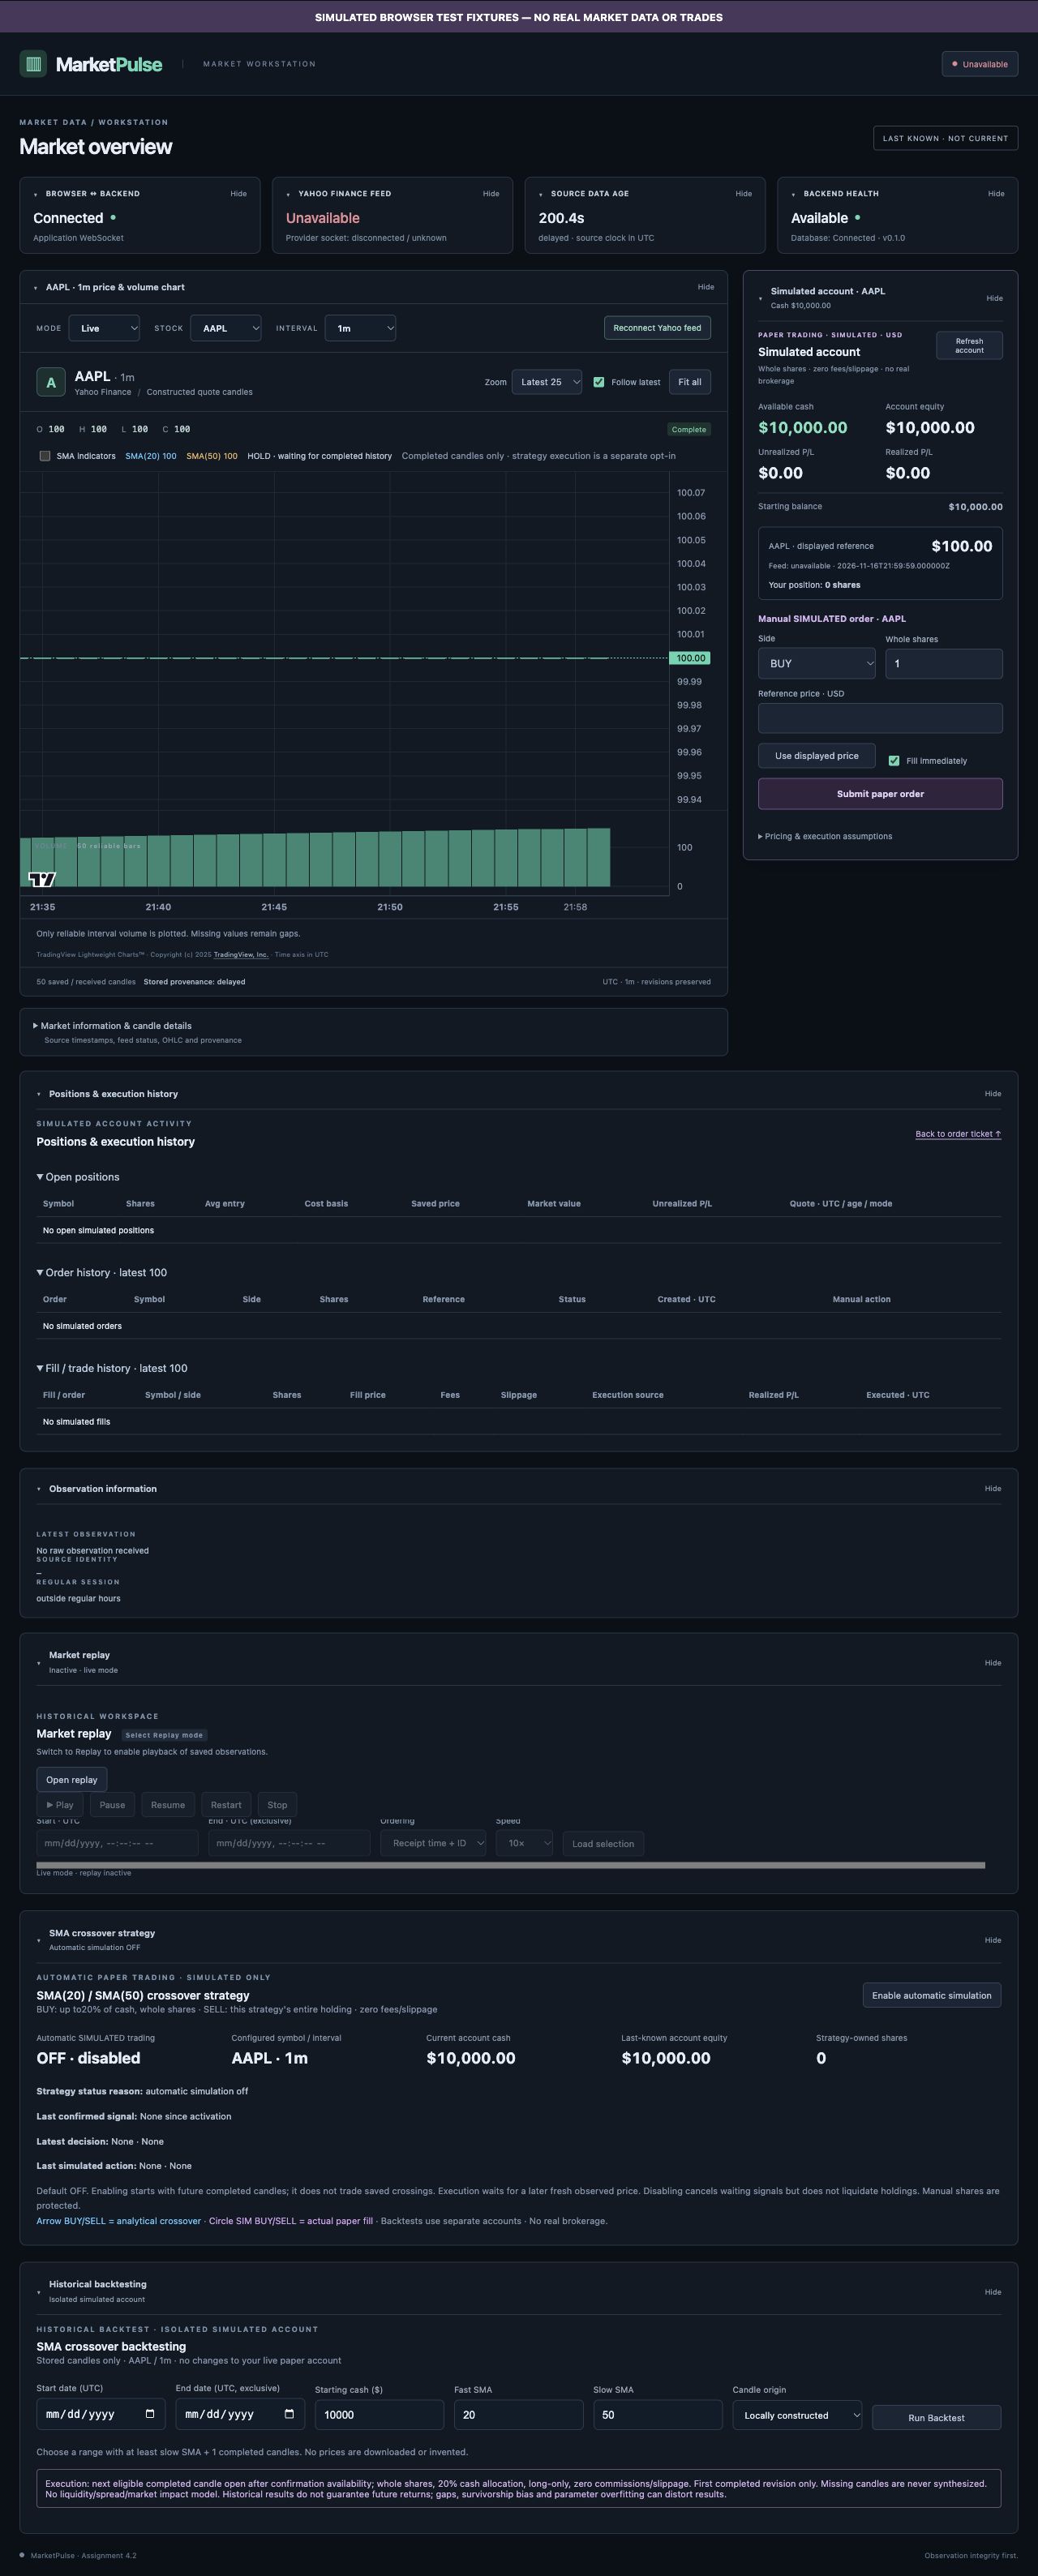 SIMULATED BROWSER TEST FIXTURES — NO REAL MARKET DATA OR TRADES
MarketPulse
MARKET WORKSTATION
Unavailable
MARKET DATA / WORKSTATION
Market overview
LAST KNOWN · NOT CURRENT
BROWSER ↔ BACKEND
Hide
Connected
Application WebSocket
YAHOO FINANCE FEED
Hide
Unavailable
Provider socket: disconnected / unknown
SOURCE DATA AGE
Hide
200.4s
delayed · source clock in UTC
BACKEND HEALTH
Hide
Available
Database: Connected · v0.1.0
AAPL · 1m price & volume chart
Hide
MODE
Live
STOCK
AAPL
INTERVAL
1m
Reconnect Yahoo feed
A
AAPL · 1m
Yahoo Finance / Constructed quote candles
Zoom
Latest 25
Follow latest
Fit all
O 100 H 100 L 100 C 100
Complete
SMA indicators SMA(20) 100 SMA(50) 100 HOLD · waiting for completed history Completed candles only · strategy execution is a separate opt-in
100.07
100.06
100.05
100.04
100.03
100.02
100.01
100.00
99.99
99.98
99.97
99.96
99.95
99.94
VOLUME · 50 reliable bars
100
0
21:35 21:40 21:45 21:50 21:55 21:58
Only reliable interval volume is plotted. Missing values remain gaps.
TradingView Lightweight Charts™ · Copyright (c) 2025 TradingView, Inc. · Time axis in UTC
50 saved / received candles Stored provenance: delayed
UTC · 1m · revisions preserved
Market information & candle details
Source timestamps, feed status, OHLC and provenance
Simulated account · AAPL
Cash $10,000.00
Hide
PAPER TRADING · SIMULATED · USD
Simulated account
Refresh
account
Whole shares · zero fees/slippage · no real
brokerage
Available cash
$10,000.00
Account equity
$10,000.00
Unrealized P/L
$0.00
Realized P/L
$0.00
Starting balance
$10,000.00
AAPL · displayed reference
$100.00
Feed: unavailable · 2026-11-16T21:59:59.000000Z
Your position: 0 shares
Manual SIMULATED order · AAPL
Side
BUY
Whole shares
1
Reference price · USD
Use displayed price
Fill immediately
Submit paper order
Pricing & execution assumptions
Positions & execution history
Hide
SIMULATED ACCOUNT ACTIVITY
Positions & execution history
Back to order ticket ↑
Open positions
Symbol Shares Avg entry Cost basis Saved price Market value Unrealized P/L Quote · UTC / age / mode
No open simulated positions
Order history · latest 100
Order Symbol Side Shares Reference Status Created · UTC Manual action
No simulated orders
Fill / trade history · latest 100
Fill / order Symbol / side Shares Fill price Fees Slippage Execution source Realized P/L Executed · UTC
No simulated fills
Observation information
Hide
LATEST OBSERVATION
No raw observation received
SOURCE IDENTITY
—
REGULAR SESSION
outside regular hours
Market replay
Inactive · live mode
Hide
HISTORICAL WORKSPACE
Market replay
Select Replay mode
Switch to Replay to enable playback of saved observations.
Open replay
▶ Play Pause Resume Restart Stop
Start · UTC End · UTC (exclusive) Ordering Speed
mm/dd/yyyy, --:--:-- -- mm/dd/yyyy, --:--:-- -- Receipt time + ID 10× Load selection
Live mode · replay inactive
SMA crossover strategy
Automatic simulation OFF
Hide
AUTOMATIC PAPER TRADING · SIMULATED ONLY
SMA(20) / SMA(50) crossover strategy
BUY: up to20% of cash, whole shares · SELL: this strategy's entire holding · zero fees/slippage
Enable automatic simulation
Automatic SIMULATED trading
OFF · disabled
Configured symbol / interval
AAPL · 1m
Current account cash
$10,000.00
Last-known account equity
$10,000.00
Strategy-owned shares
0
Strategy status reason: automatic simulation off
Last confirmed signal: None since activation
Latest decision: None · None
Last simulated action: None · None
Default OFF. Enabling starts with future completed candles; it does not trade saved crossings. Execution waits for a later fresh observed price. Disabling cancels waiting signals but does not liquidate holdings. Manual shares are
protected.
Arrow BUY/SELL = analytical crossover · Circle SIM BUY/SELL = actual paper fill · Backtests use separate accounts · No real brokerage.
Historical backtesting
Isolated simulated account
Hide
HISTORICAL BACKTEST · ISOLATED SIMULATED ACCOUNT
SMA crossover backtesting
Stored candles only · AAPL / 1m · no changes to your live paper account
Start date (UTC) End date (UTC, exclusive) Starting cash ($) Fast SMA Slow SMA Candle origin
mm/dd/yyyy mm/dd/yyyy 10000 20 50 Locally constructed Run Backtest
Choose a range with at least slow SMA + 1 completed candles. No prices are downloaded or invented.
Execution: next eligible completed candle open after confirmation availability; whole shares, 20% cash allocation, long-only, zero commissions/slippage. First completed revision only. Missing candles are never synthesized.
No liquidity/spread/market impact model. Historical results do not guarantee future returns; gaps, survivorship bias and parameter overfitting can distort results.
MarketPulse · Assignment 4.2
Observation integrity first.